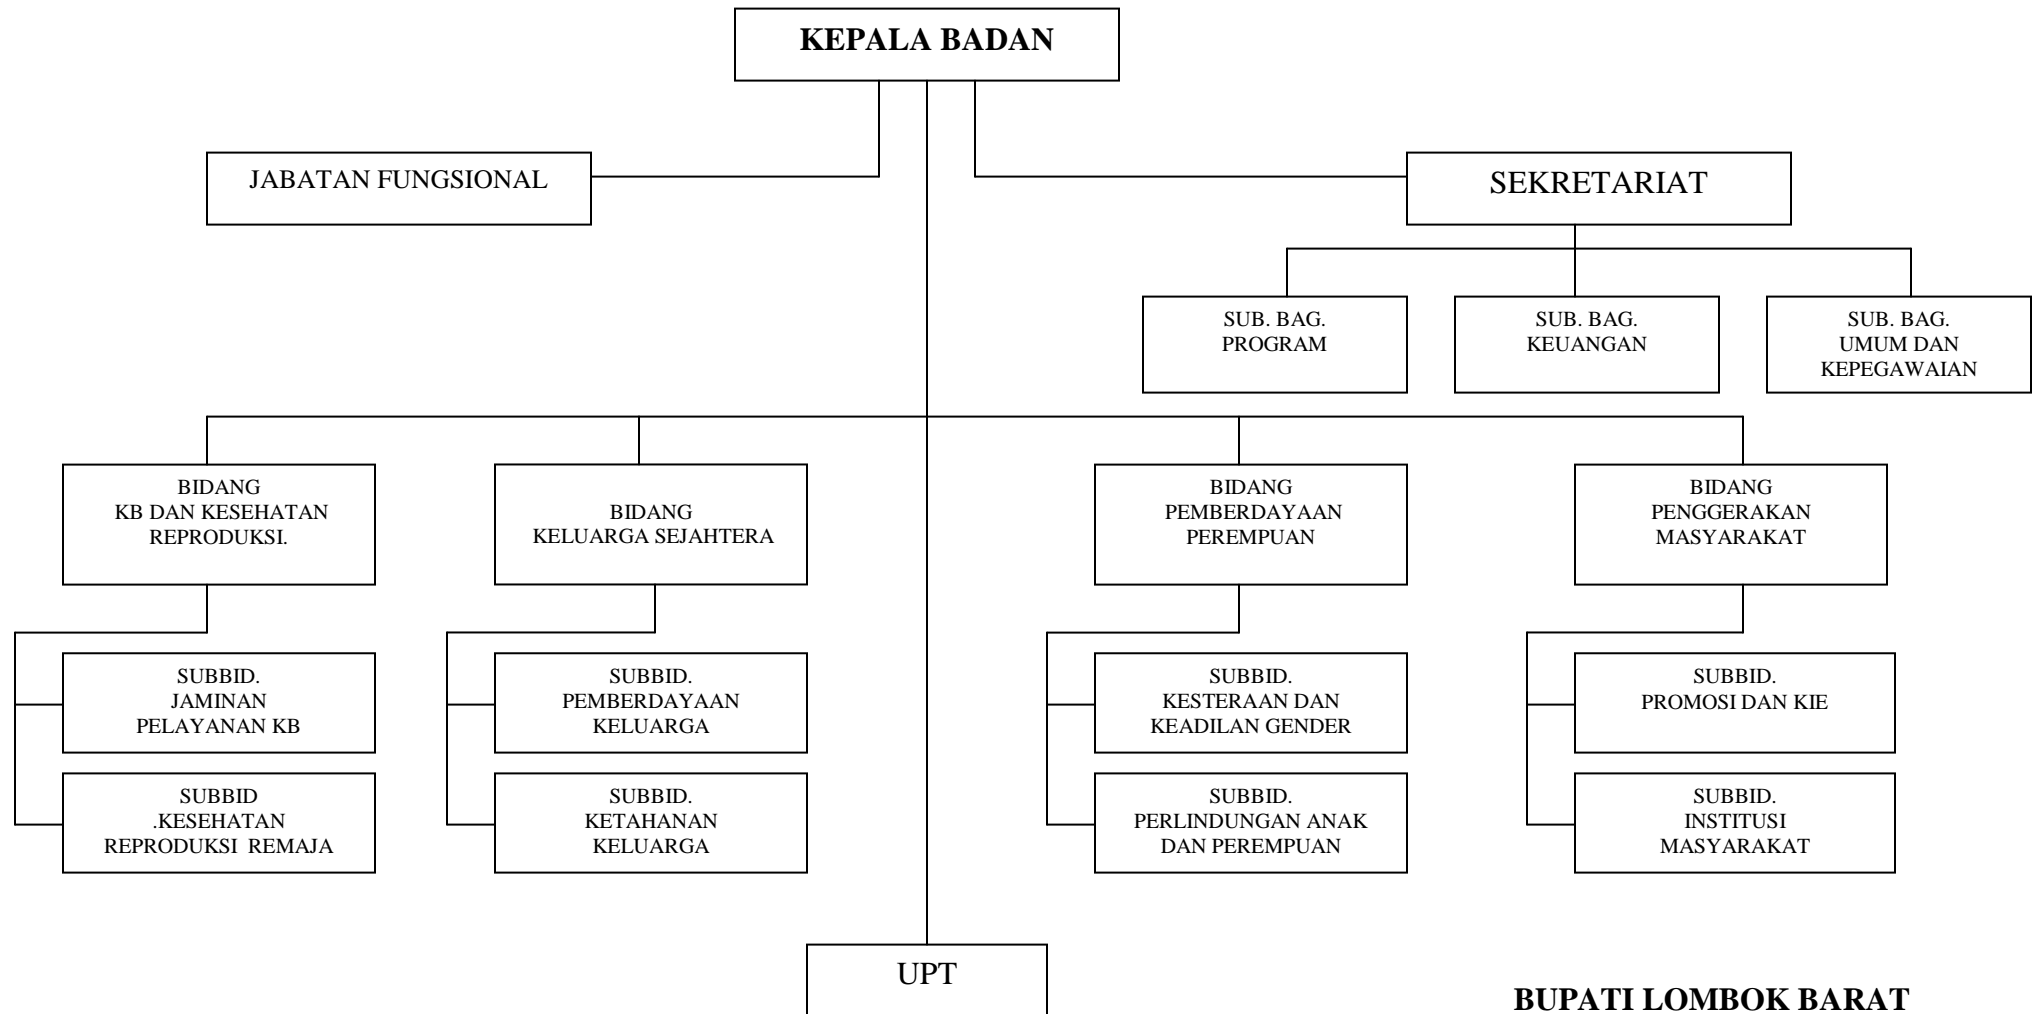 KEPALA BADAN
JABATAN FUNGSIONAL
SEKRETARIAT
SUB. BAG.
PROGRAM
SUB. BAG.
KEUANGAN
SUB. BAG.
UMUM DAN
KEPEGAWAIAN
BIDANG
KB DAN KESEHATAN
REPRODUKSI.
BIDANG
KELUARGA SEJAHTERA
BIDANG
PEMBERDAYAAN
PEREMPUAN
BIDANG
PENGGERAKAN
MASYARAKAT
SUBBID.
JAMINAN
PELAYANAN KB
SUBBID.
PEMBERDAYAAN
KELUARGA
SUBBID.
KESTERAAN DAN
KEADILAN GENDER
SUBBID.
PROMOSI DAN KIE
SUBBID
.KESEHATAN
REPRODUKSI  REMAJA
SUBBID.
KETAHANAN
KELUARGA
SUBBID.
PERLINDUNGAN ANAK
DAN PEREMPUAN
SUBBID.
INSTITUSI
MASYARAKAT
UPT
BUPATI LOMBOK BARAT